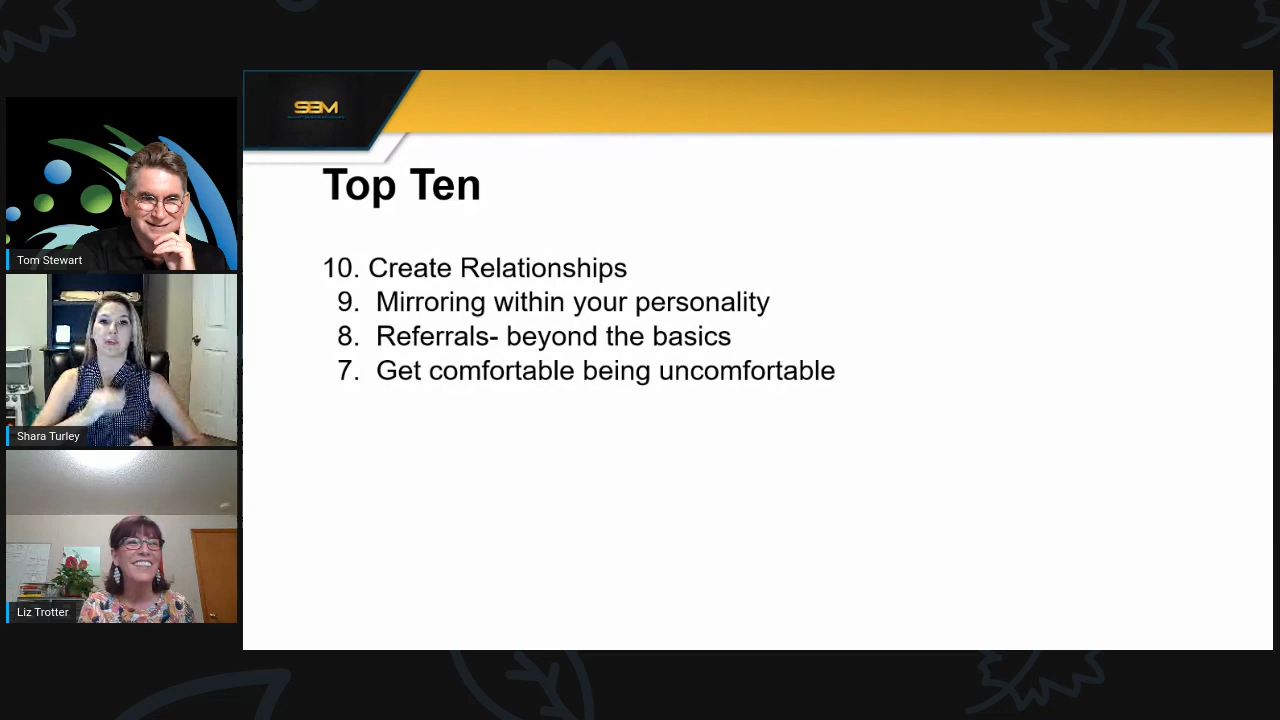 SBM
Top Ten
10. Create Relationships
9. Mirroring within your personality
8. Referrals- beyond the basics
7. Get comfortable being uncomfortable
Tom Stewart
Shara Turley
Liz Trotter